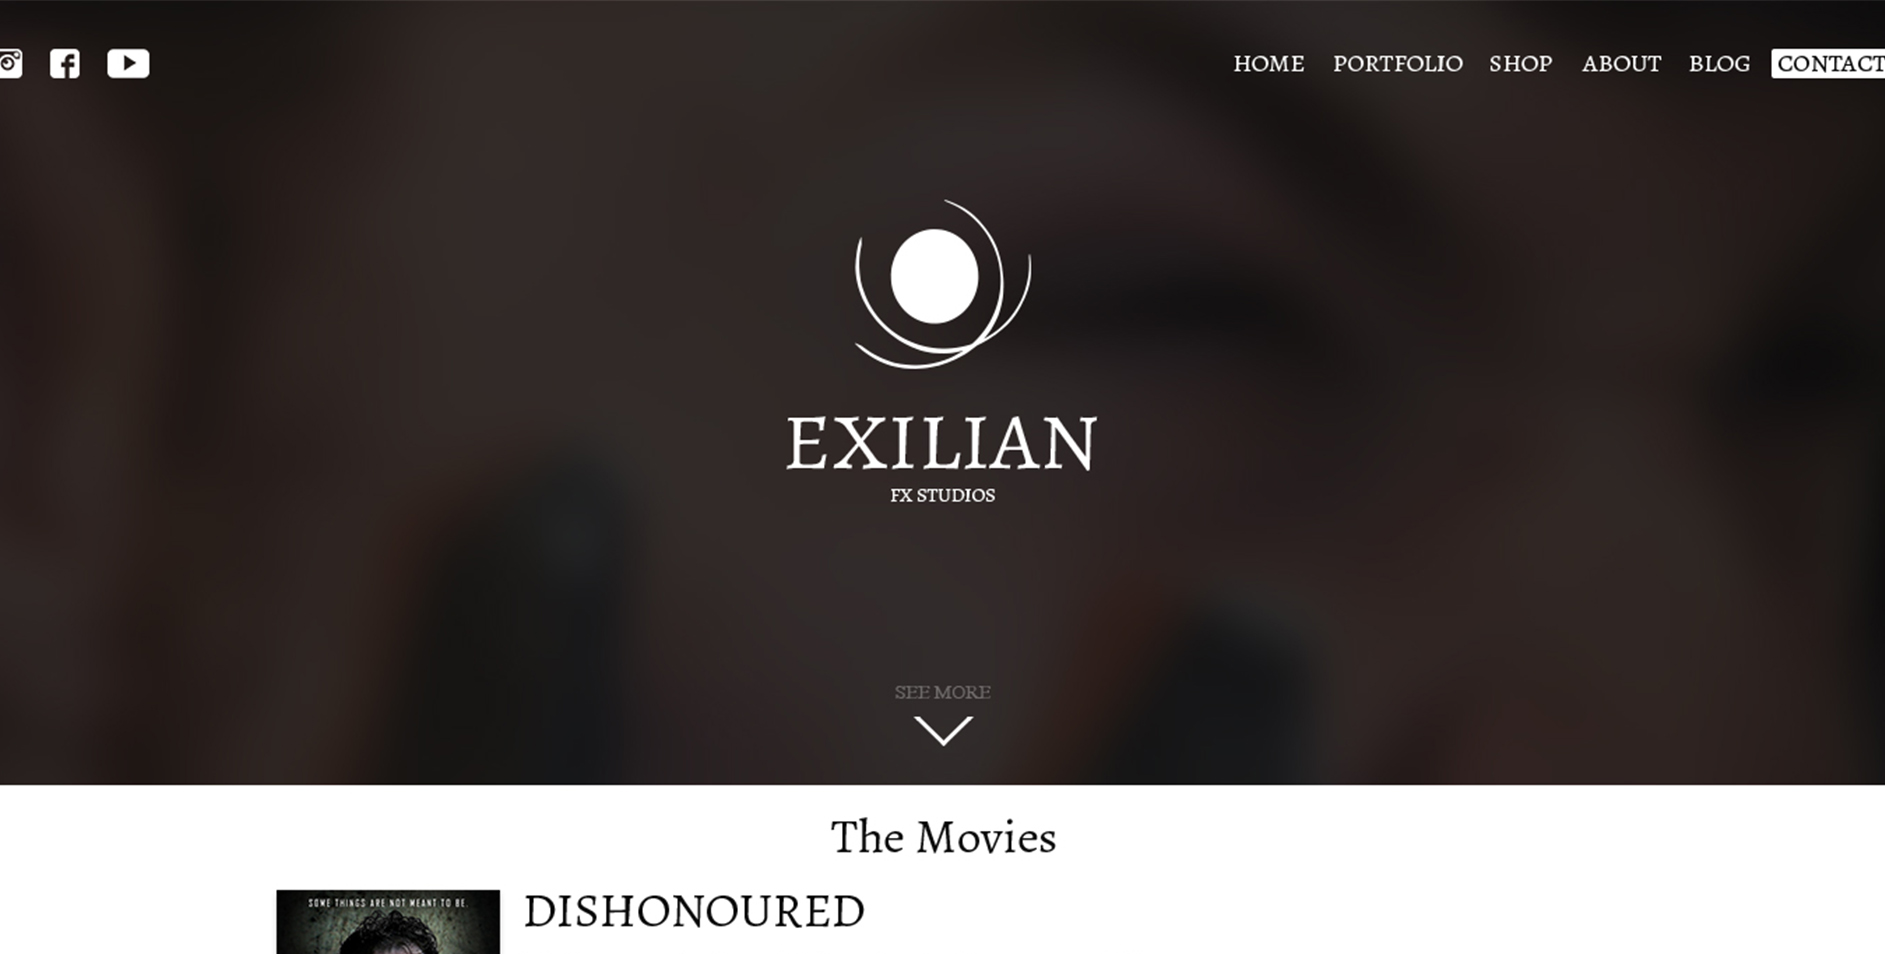 HOME PORTFOLIO SHOP ABOUT BLOG CONTACT
EXILIAN
FX STUDIOS
SEE MORE
The Movies
SOME THINGS ARE NOT MEANT TO BE.
DISHONOURED